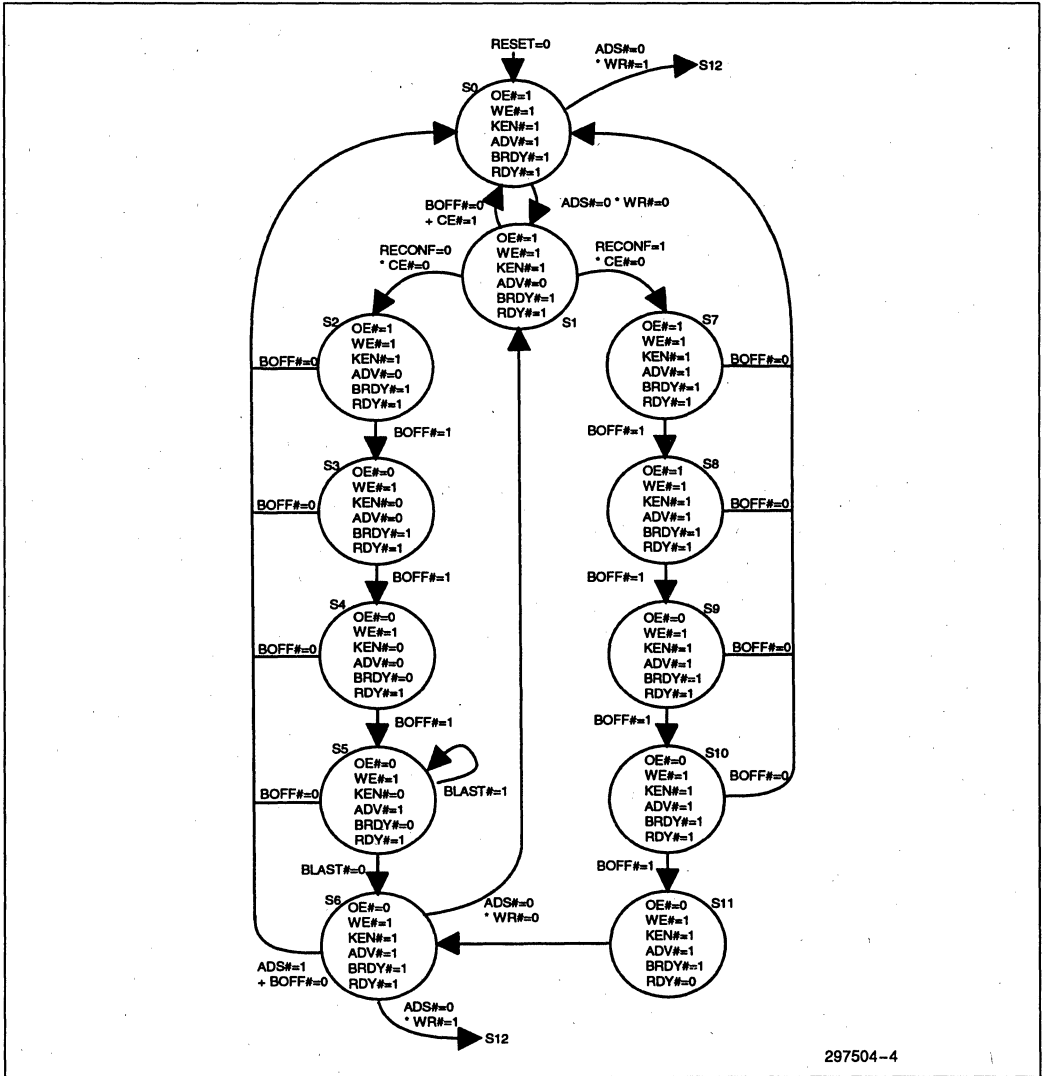 RESET=0
ADS#=0
* WR#=1
S12
S0
OE#=1
WE#=1
KEN#=1
ADV#=1
BRDY#=1
RDY#=1
BOFF#=0
+ CE#=1
ADS#=0 * WR#=0
OE#=1
WE#=1
KEN#=1
ADV#=0
BRDY#=1
RDY#=1
S1
RECONF=0
* CE#=0
RECONF=1
* CE#=0
S2
OE#=1
WE#=1
KEN#=1
ADV#=0
BRDY#=1
RDY#=1
BOFF#=0
BOFF#=1
S7
OE#=1
WE#=1
KEN#=1
ADV#=1
BRDY#=1
RDY#=1
BOFF#=0
BOFF#=1
S3
OE#=0
WE#=1
KEN#=0
ADV#=0
BRDY#=1
RDY#=1
BOFF#=0
BOFF#=1
S8
OE#=1
WE#=1
KEN#=1
ADV#=1
BRDY#=1
RDY#=1
BOFF#=0
BOFF#=1
S4
OE#=0
WE#=1
KEN#=0
ADV#=0
BRDY#=0
RDY#=1
BOFF#=0
BOFF#=1
S9
OE#=0
WE#=1
KEN#=1
ADV#=1
BRDY#=1
RDY#=1
BOFF#=0
BOFF#=1
S5
OE#=0
WE#=1
KEN#=0
ADV#=1
BRDY#=0
RDY#=1
BOFF#=0
BLAST#=1
BLAST#=0
S10
OE#=0
WE#=1
KEN#=1
ADV#=1
BRDY#=1
RDY#=1
BOFF#=0
BOFF#=1
S6
OE#=0
WE#=1
KEN#=1
ADV#=1
BRDY#=1
RDY#=1
ADS#=0
* WR#=0
S11
OE#=0
WE#=1
KEN#=1
ADV#=1
BRDY#=1
RDY#=0
ADS#=1
+ BOFF#=0
ADS#=0
* WR#=1
S12
297504-4